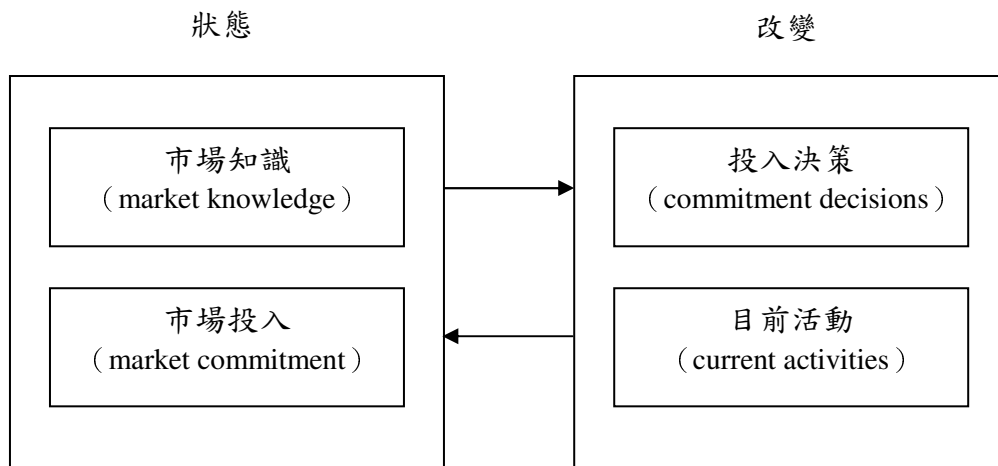 狀態
改變
市場知識
（market knowledge）
投入決策
（commitment decisions）
市場投入
（market commitment）
目前活動
（current activities）